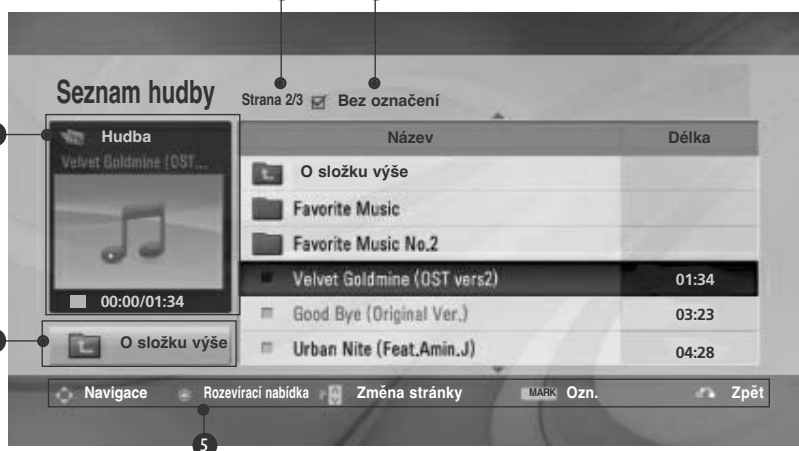 Seznam hudby
Strana 2/3 Bez označení
Hudba
Velvet Goldmine (OST...
00:00/01:34
O složku výše
Název Délka
O složku výše
Favorite Music
Favorite Music No.2
Velvet Goldmine (OST vers2) 01:34
Good Bye (Original Ver.) 03:23
Urban Nite (Feat.Amin.J) 04:28
Navigace Rozevírací nabídka P Změna stránky MARK Ozn. Zpět
5